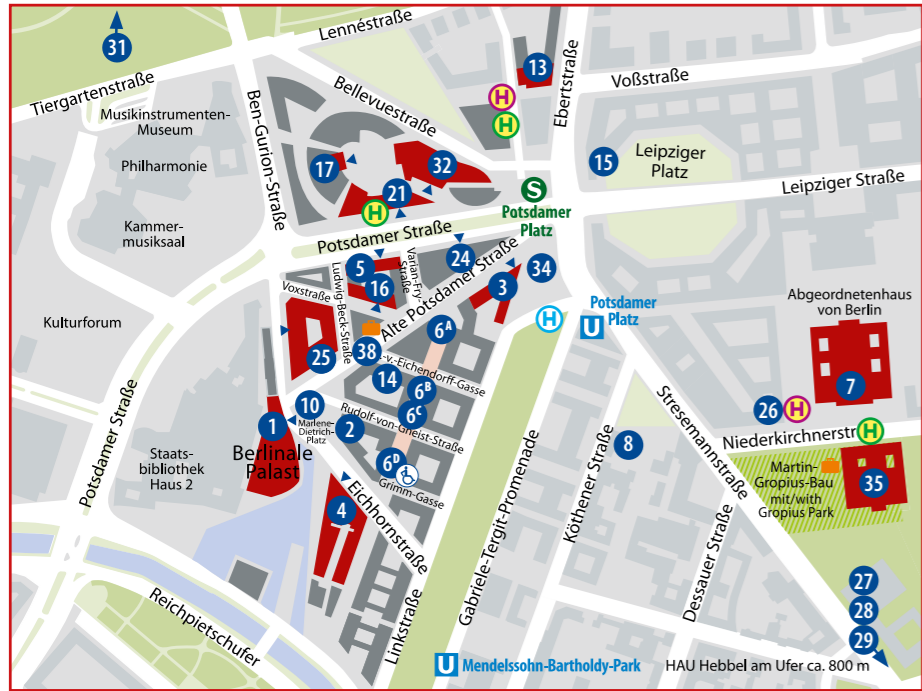 31
Lennéstraße
13
Ebertstraße
Voßstraße
Tiergartenstraße
Bellevuestraße
H
H
Musikinstrumenten-
Museum
Philharmonie
Ben-Gurion-Straße
17
32
15
Leipziger
Platz
Leipziger Straße
21
S
Potsdamer
Platz
H
Kammer-
musiksaal
Potsdamer Straße
5
24
Varian-Fry-
Straße
34
Voxstraße
Ludwig-Beck-Straße
16
3
Alte Potsdamer Straße
Kulturforum
H
U
Potsdamer
Platz
Abgeordnetenhaus
von Berlin
6A
25
38
.-v.-Eichendorff-Gasse
14
6B
7
10
6C
26
H
Marlene-
Dietrich-
Platz
2
Rudolf-von-Gneist-Straße
1
Berlinale
Palast
8
Niederkirchnerstr
H
Potsdamer Straße
Staats-
bibliothek
Haus 2
6D
Grimm-Gasse
Martin-
Gropius-Bau
mit/with
Gropius Park
35
4
Eichhornstraße
Gabriele-Tergit-Promenade
Köthener Straße
Stresemannstraße
Dessauer Straße
27
28
29
Reichpietschufer
Linkstraße
U
Mendelssohn-Bartholdy-Park
HAU Hebbel am Ufer ca. 800 m